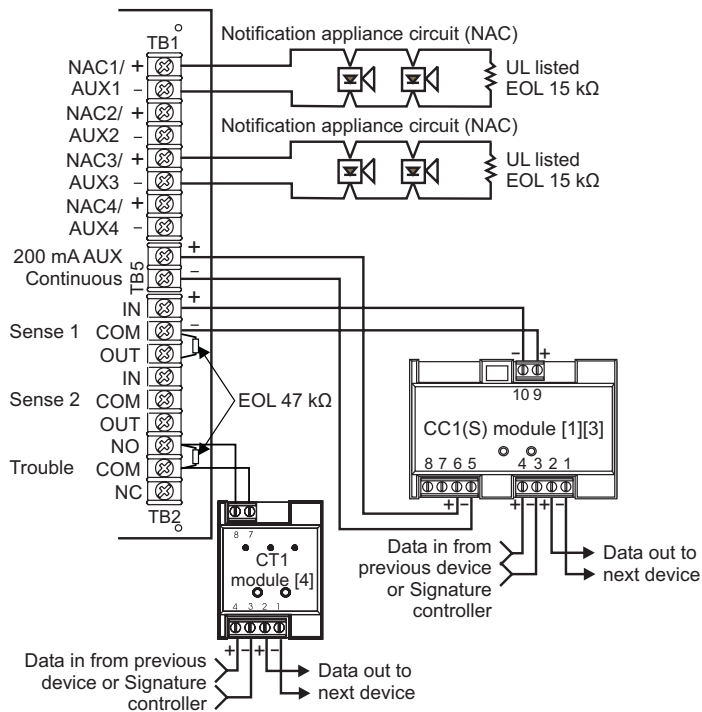 TB1
NAC1/ +
AUX1 −
NAC2/ +
AUX2 −
NAC3/ +
AUX3 −
NAC4/ +
AUX4 −
Notification appliance circuit (NAC)
UL listed
EOL 15 kΩ
Notification appliance circuit (NAC)
UL listed
EOL 15 kΩ
200 mA AUX +
Continuous −
TB5
IN +
Sense 1 COM −
OUT
IN
Sense 2 COM
OUT
EOL 47 kΩ
NO
Trouble COM
NC
TB2
− +
10 9
CC1(S) module [1][3]
8 7 6 5 4 3 2 1
+ − + − + −
Data in from
previous device
or Signature
controller
Data out to
next device
8 7
CT1
module [4]
4 3 2 1
+ − + −
Data in from previous
device or Signature
controller
Data out to
next device